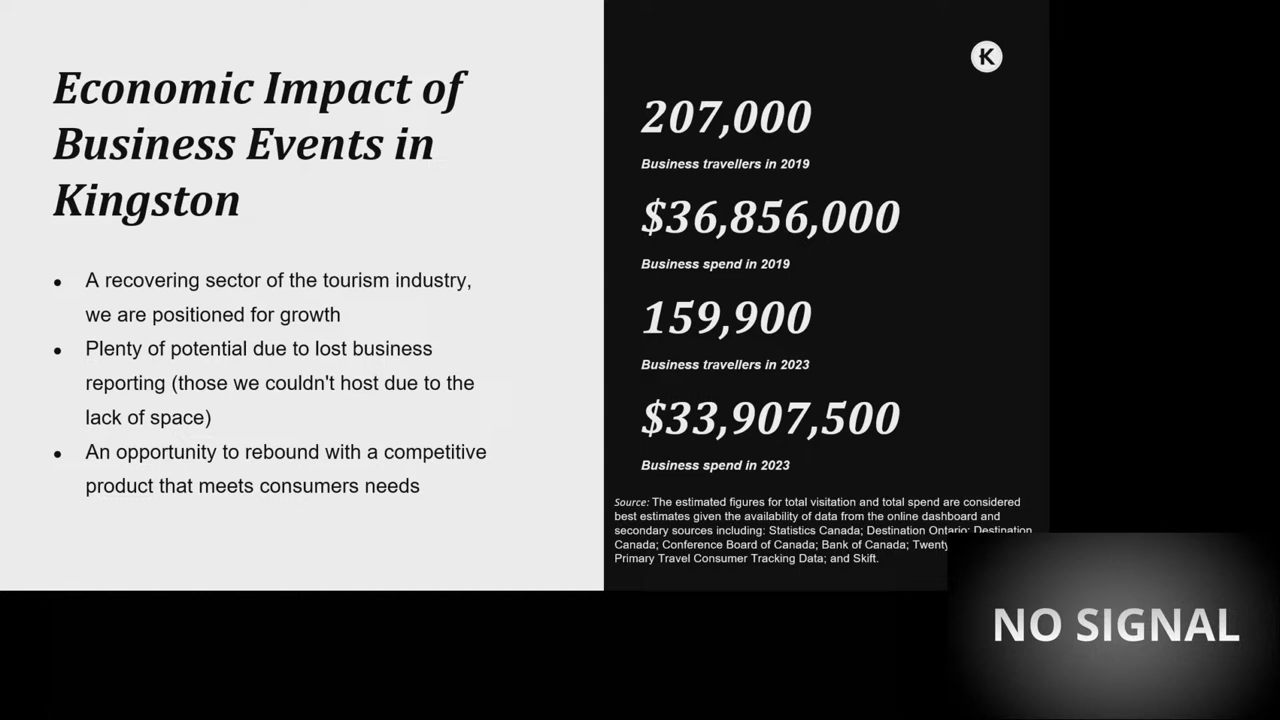 Economic Impact of
Business Events in
Kingston
● A recovering sector of the tourism industry,
we are positioned for growth
● Plenty of potential due to lost business
reporting (those we couldn't host due to the
lack of space)
● An opportunity to rebound with a competitive
product that meets consumers needs
K
207,000
Business travellers in 2019
$36,856,000
Business spend in 2019
159,900
Business travellers in 2023
$33,907,500
Business spend in 2023
Source: The estimated figures for total visitation and total spend are considered
best estimates given the availability of data from the online dashboard and
secondary sources including: Statistics Canada; Destination Ontario; Destination
Canada; Conference Board of Canada; Bank of Canada; Twenty
Primary Travel Consumer Tracking Data; and Skift.
NO SIGNAL